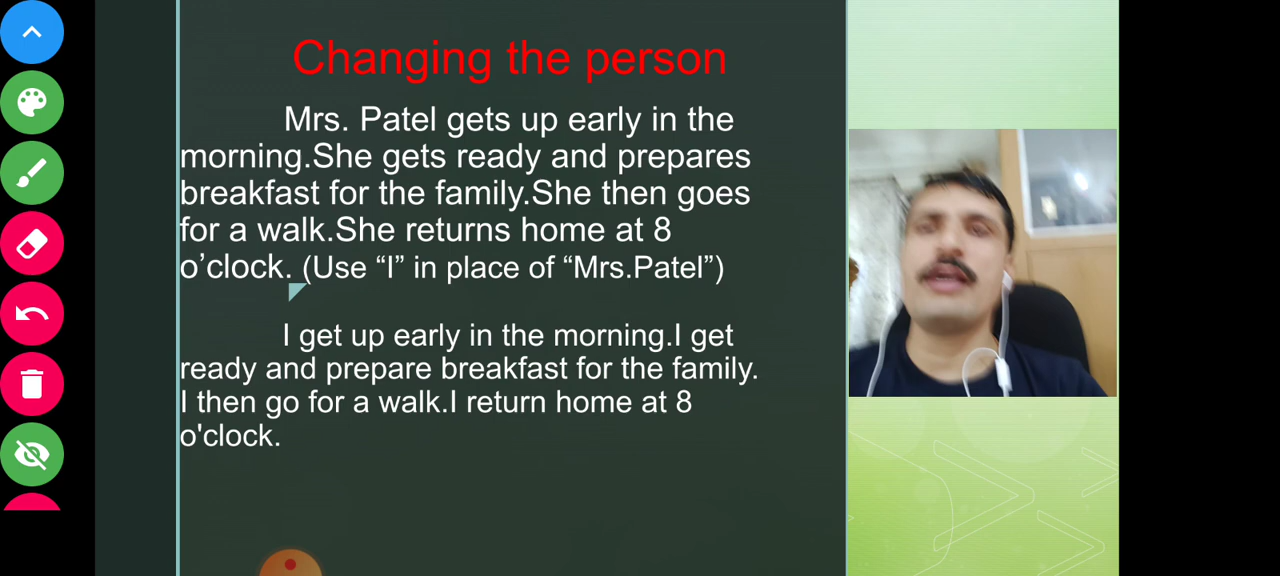 Changing the person
Mrs. Patel gets up early in the
morning.She gets ready and prepares
breakfast for the family.She then goes
for a walk.She returns home at 8
o’clock. (Use “I” in place of “Mrs.Patel”)
I get up early in the morning.I get
ready and prepare breakfast for the family.
I then go for a walk.I return home at 8
o'clock.